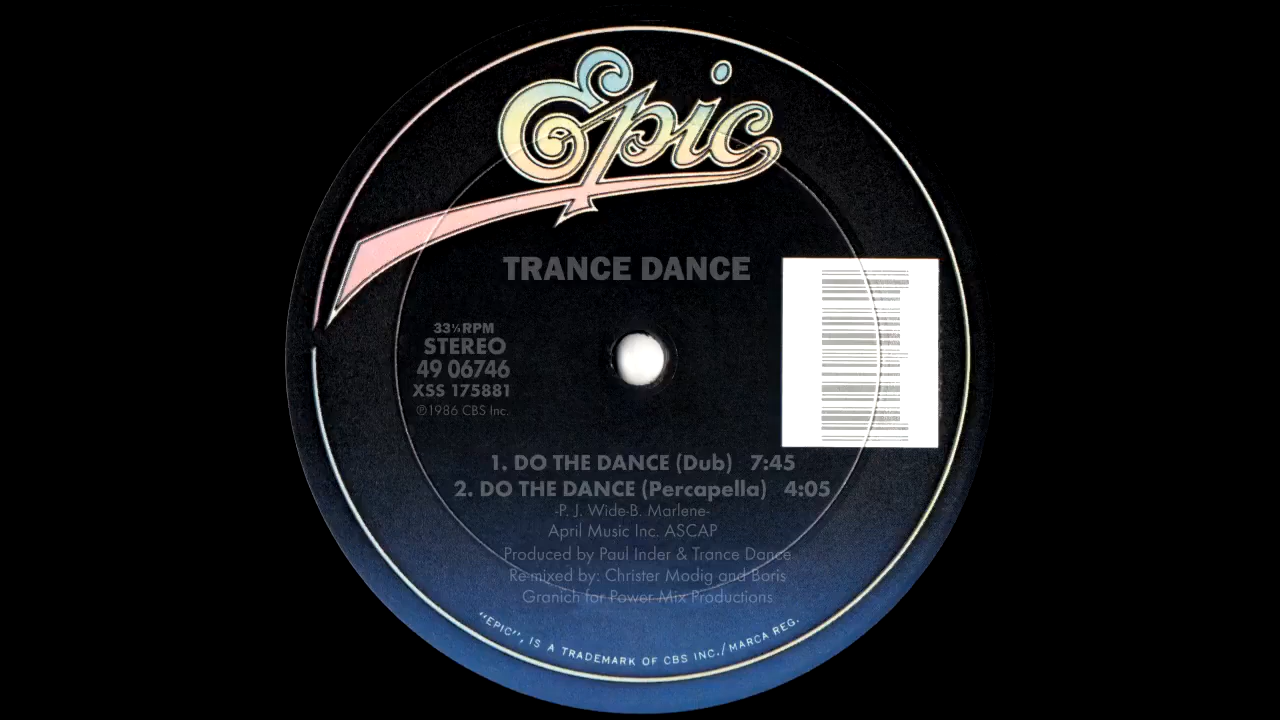 Epic
TRANCE DANCE
33⅓ RPM
STEREO
49 06746
XSS 175881
℗1986 CBS Inc.
1. DO THE DANCE (Dub) 7:45
2. DO THE DANCE (Percapella) 4:05
-P. J. Wide-B. Marlene-
April Music Inc. ASCAP
Produced by Paul Inder & Trance Dance
Re-mixed by: Christer Modig and Boris
Granich for Power Mix Productions
"EPIC", IS A TRADEMARK OF CBS INC./MARCA REG.